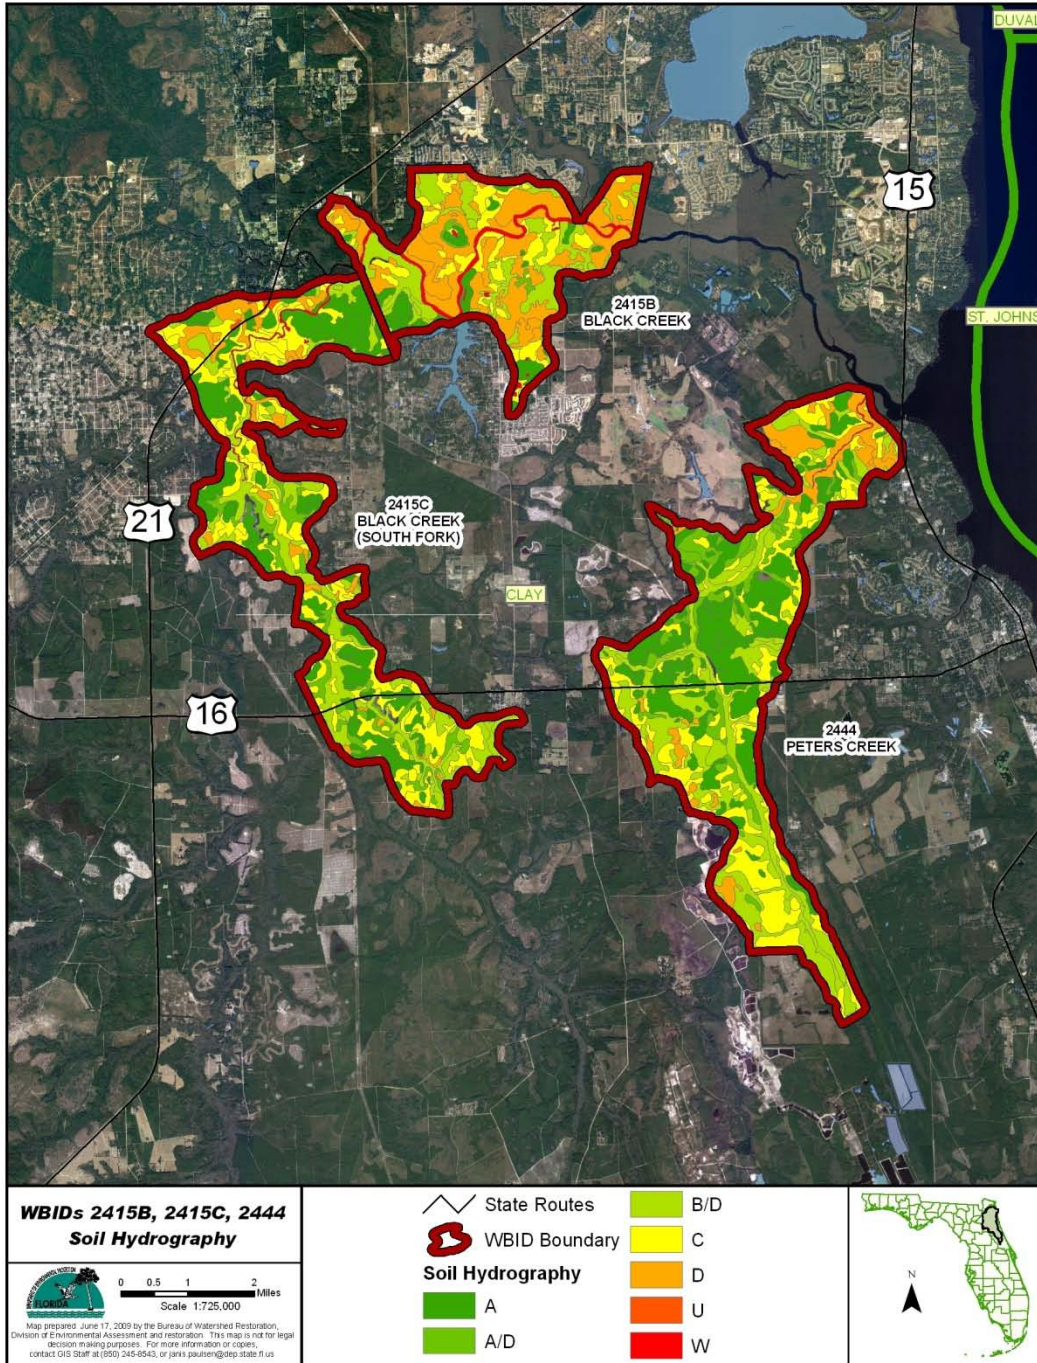 DUVAL
15
ST. JOHNS
2415B
BLACK CREEK
2415C
BLACK CREEK
(SOUTH FORK)
21
CLAY
16
2444
PETERS CREEK
WBIDs 2415B, 2415C, 2444
Soil Hydrography
FLORIDA
0 0.5 1 2
Miles
Scale 1:725,000
Map prepared June 17, 2009 by the Bureau of Watershed Restoration,
Division of Environmental Assessment and restoration. This map is not for legal
decision making purposes. For more information or copies,
contact GIS Staff at (850) 245-8543, or janis.paulsen@dep.state.fl.us
State Routes
WBID Boundary
Soil Hydrography
A
A/D
B/D
C
D
U
W
N